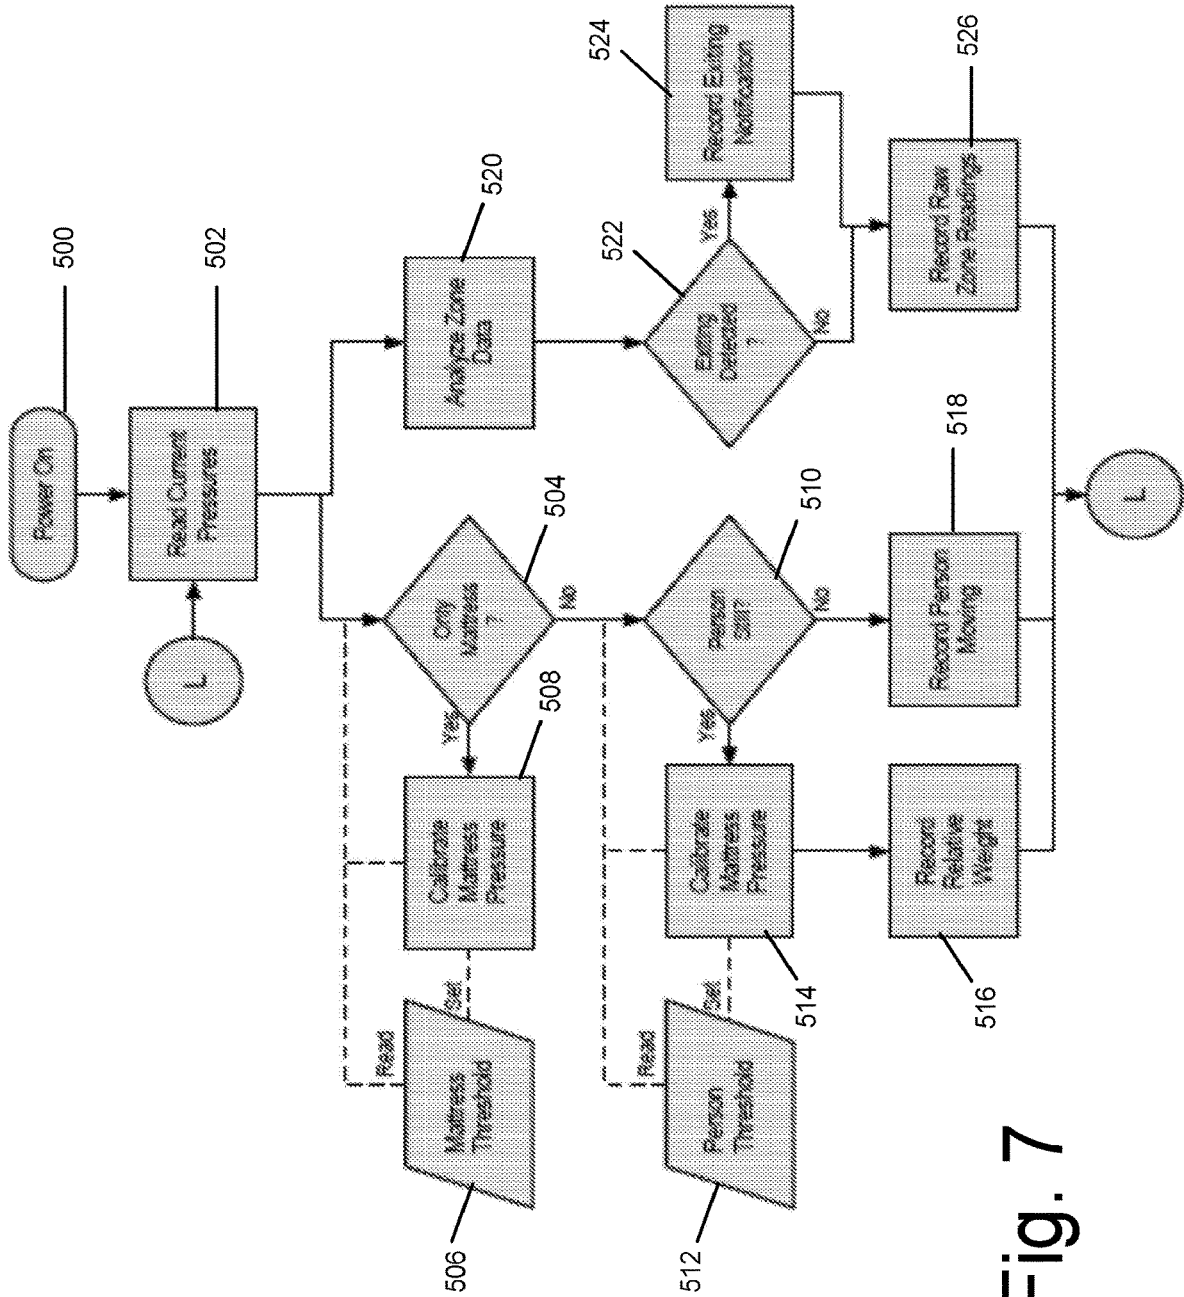 500
Power On
502
Read Current
Pressures
L
520
Analyze Zone
Data
504
Only
Mattress
?
No
Yes
508
Calibrate
Mattress
Pressure
Set
Read
Mattress
Threshold
506
522
Exiting
Detected
?
Yes
No
524
Record Exiting
Notification
526
Record Raw
Zone Readings
510
Person
Still?
No
Yes
518
Record Person
Moving
514
Calibrate
Mattress
Pressure
Set
Read
Person
Threshold
512
516
Record
Relative
Weight
L
Fig. 7